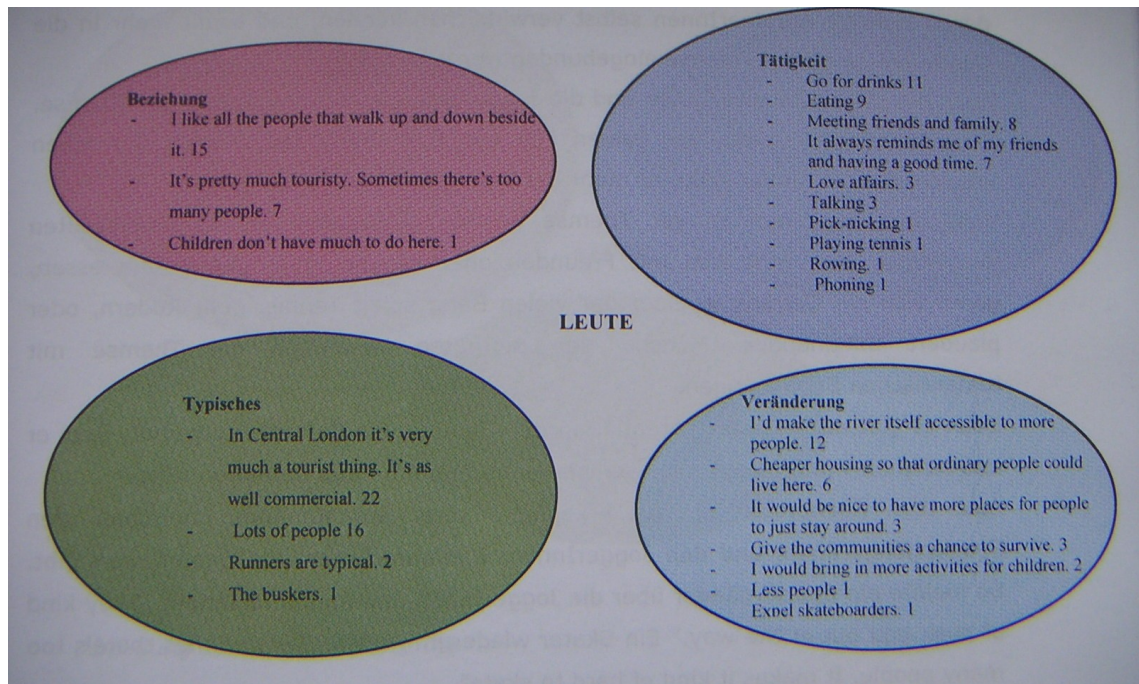 Beziehung
- I like all the people that walk up and down beside
it. 15
- It's pretty much touristy. Sometimes there's too
many people. 7
- Children don't have much to do here. 1
Tätigkeit
- Go for drinks 11
- Eating 9
- Meeting friends and family. 8
- It always reminds me of my friends
and having a good time. 7
- Love affairs. 3
- Talking 3
- Pick-nicking 1
- Playing tennis 1
- Rowing. 1
- Phoning 1
LEUTE
Typisches
- In Central London it's very
much a tourist thing. It's as
well commercial. 22
- Lots of people 16
- Runners are typical. 2
- The buskers. 1
Veränderung
- I'd make the river itself accessible to more
people. 12
- Cheaper housing so that ordinary people could
live here. 6
- It would be nice to have more places for people
to just stay around. 3
- Give the communities a chance to survive. 3
- I would bring in more activities for children. 2
- Less people 1
- Expel skateboarders. 1